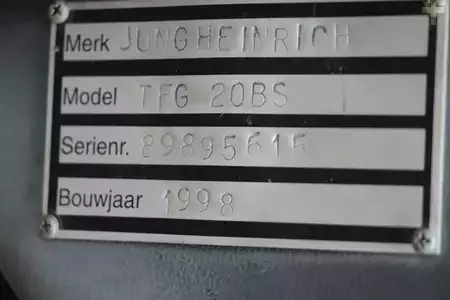 Merk JUNGHEINRICH
Model TFG 20BS
Serienr. 89895615
Bouwjaar 1998